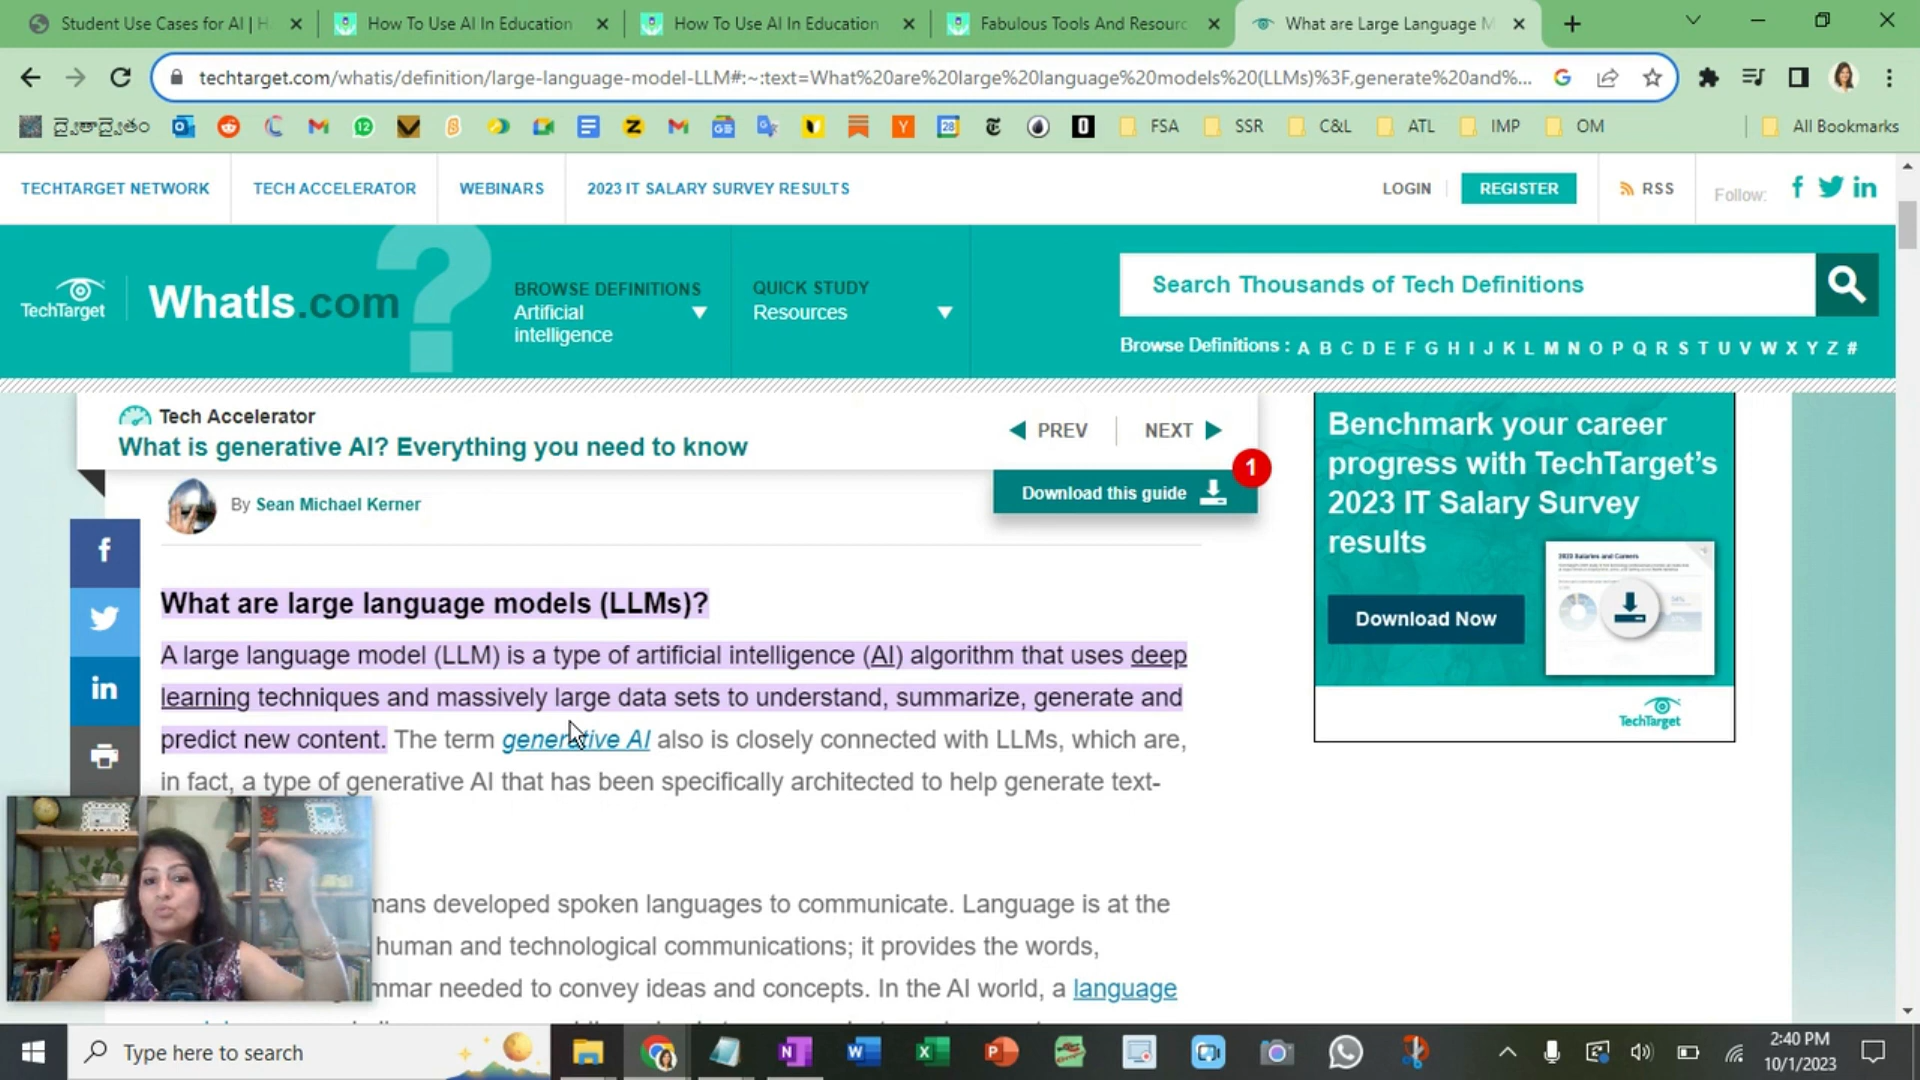 Student Use Cases for AI | H
How To Use AI In Education
How To Use AI In Education
Fabulous Tools And Resourc
What are Large Language M
techtarget.com/whatis/definition/large-language-model-LLM#:~:text=What%20are%20large%20language%20models%20(LLMs)%3F,generate%20and%...
ద్వైతాద్వైతం
FSA
SSR
C&L
ATL
IMP
OM
All Bookmarks
TECHTARGET NETWORK
TECH ACCELERATOR
WEBINARS
2023 IT SALARY SURVEY RESULTS
LOGIN
REGISTER
RSS
Follow:
TechTarget
WhatIs.com
BROWSE DEFINITIONS
Artificial
intelligence
QUICK STUDY
Resources
Search Thousands of Tech Definitions
Browse Definitions : A B C D E F G H I J K L M N O P Q R S T U V W X Y Z #
Tech Accelerator
What is generative AI? Everything you need to know
PREV
NEXT
1
Download this guide
By Sean Michael Kerner
What are large language models (LLMs)?
A large language model (LLM) is a type of artificial intelligence (AI) algorithm that uses deep
learning techniques and massively large data sets to understand, summarize, generate and
predict new content. The term generative AI also is closely connected with LLMs, which are,
in fact, a type of generative AI that has been specifically architected to help generate text-
mans developed spoken languages to communicate. Language is at the
human and technological communications; it provides the words,
mmar needed to convey ideas and concepts. In the AI world, a language
Benchmark your career
progress with TechTarget's
2023 IT Salary Survey
results
2023 Salaries and Careers
Download Now
TechTarget
Type here to search
2:40 PM
10/1/2023